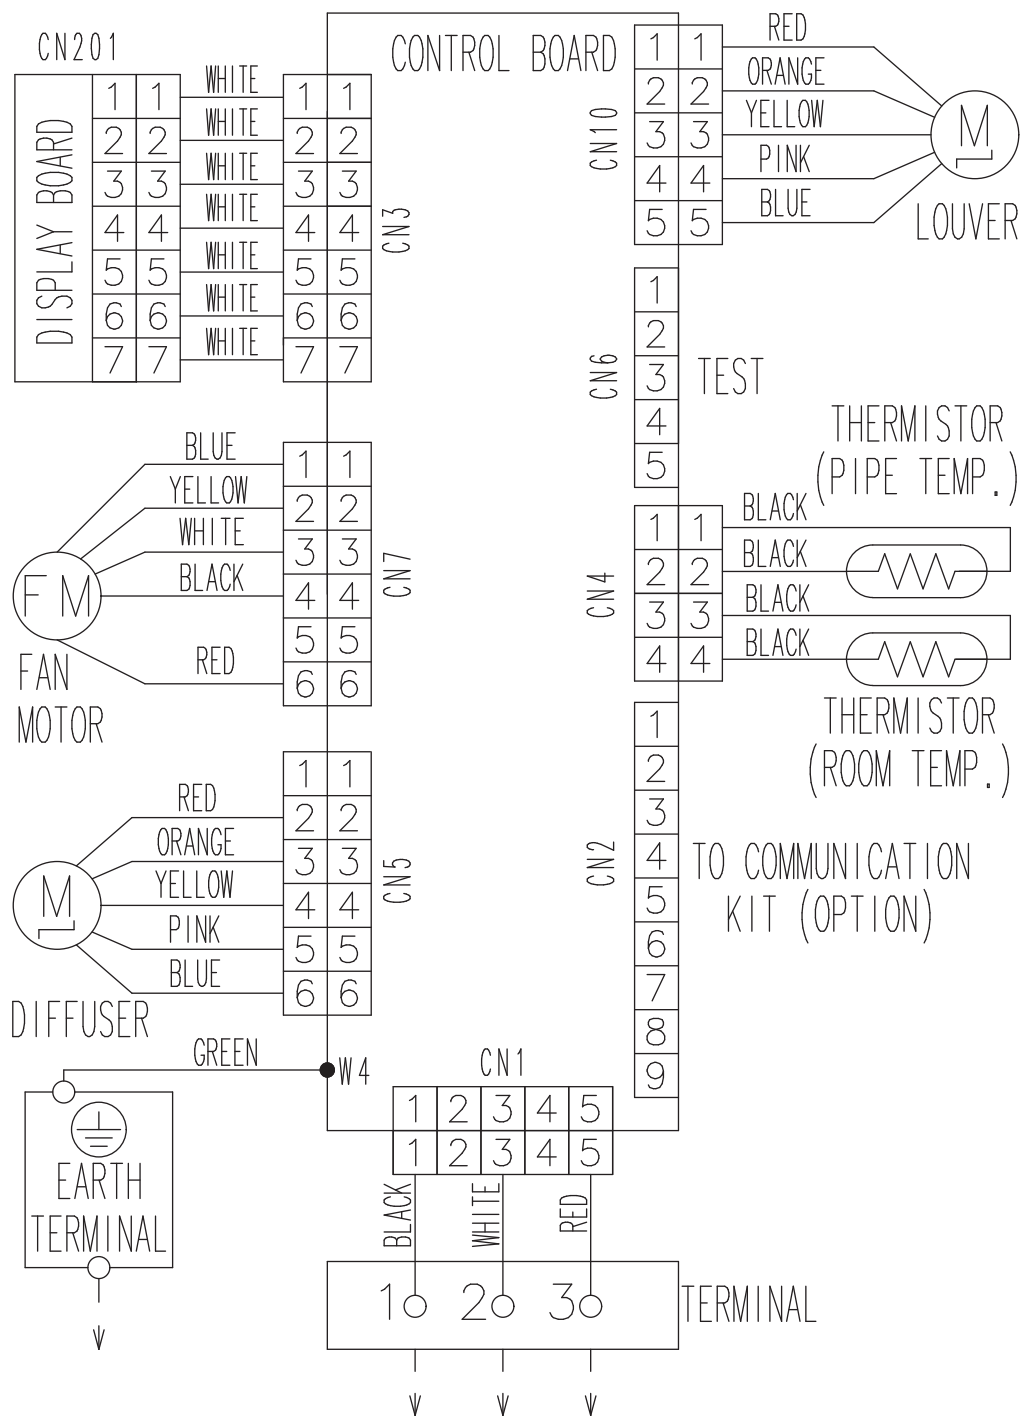 CN201
DISPLAY BOARD
1 1
2 2
3 3
4 4
5 5
6 6
7 7
WHITE
WHITE
WHITE
WHITE
WHITE
WHITE
WHITE
1 1
2 2
3 3
4 4
5 5
6 6
7 7
CN3
CONTROL BOARD
CN10
1 1
2 2
3 3
4 4
5 5
RED
ORANGE
YELLOW
PINK
BLUE
M
LOUVER
CN6
1
2
3
4
5
TEST
FM
FAN
MOTOR
BLUE
YELLOW
WHITE
BLACK
RED
1 1
2 2
3 3
4 4
5 5
6 6
CN7
CN4
1 1
2 2
3 3
4 4
BLACK
BLACK
BLACK
BLACK
THERMISTOR
(PIPE TEMP.)
THERMISTOR
(ROOM TEMP.)
M
DIFFUSER
RED
ORANGE
YELLOW
PINK
BLUE
1 1
2 2
3 3
4 4
5 5
6 6
CN5
CN2
1
2
3
4
5
6
7
8
9
TO COMMUNICATION
KIT (OPTION)
GREEN
W4
EARTH
TERMINAL
CN1
1 2 3 4 5
1 2 3 4 5
BLACK
WHITE
RED
1 2 3
TERMINAL